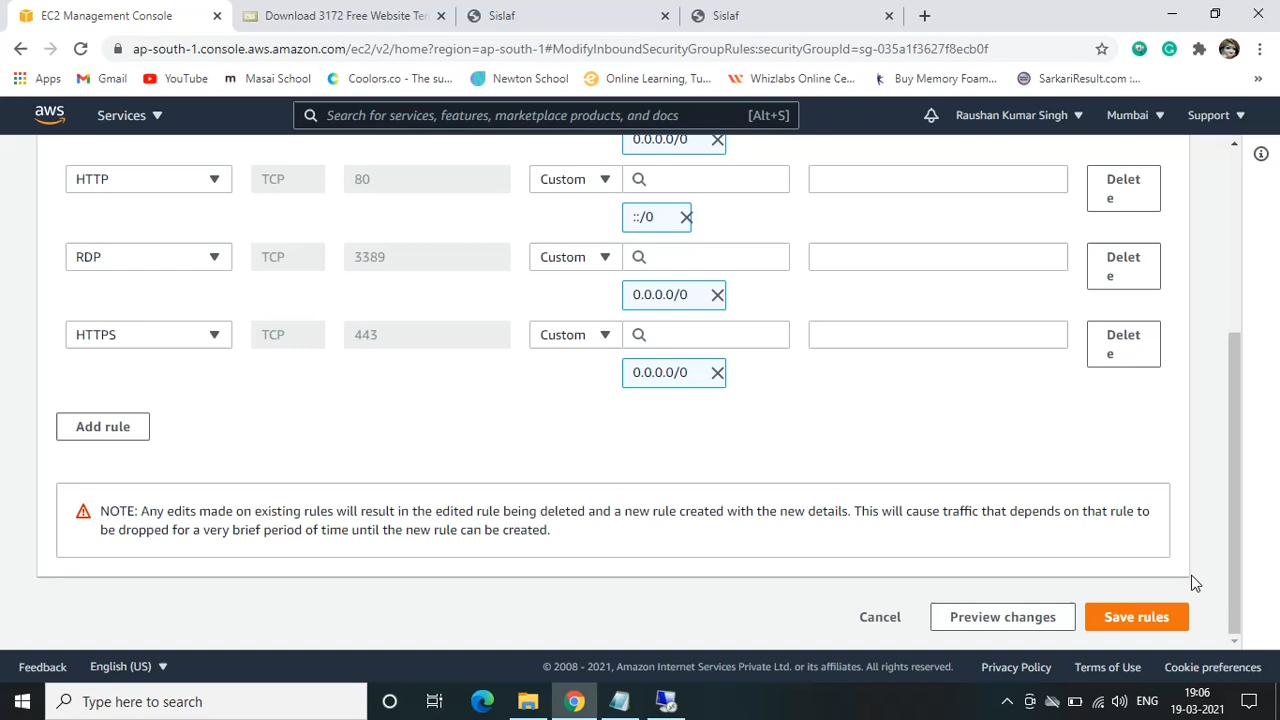 EC2 Management Console
Download 3172 Free Website Ter
Sislaf
Sislaf
ap-south-1.console.aws.amazon.com/ec2/v2/home?region=ap-south-1#ModifyInboundSecurityGroupRules:securityGroupId=sg-035a1f3627f8ecb0f
Apps
Gmail
YouTube
Masai School
Coolors.co - The su...
Newton School
Online Learning, Tu...
Whizlabs Online Ce...
Buy Memory Foam...
SarkariResult.com :...
»
aws
Services
Search for services, features, marketplace products, and docs
[Alt+S]
Raushan Kumar Singh
Mumbai
Support
0.0.0.0/0
HTTP
TCP
80
Custom
Delet
e
::/0
RDP
TCP
3389
Custom
Delet
e
0.0.0.0/0
HTTPS
TCP
443
Custom
Delet
e
0.0.0.0/0
Add rule
NOTE: Any edits made on existing rules will result in the edited rule being deleted and a new rule created with the new details. This will cause traffic that depends on that rule to
be dropped for a very brief period of time until the new rule can be created.
Cancel
Preview changes
Save rules
Feedback
English (US)
© 2008 - 2021, Amazon Internet Services Private Ltd. or its affiliates. All rights reserved.
Privacy Policy
Terms of Use
Cookie preferences
Type here to search
ENG
19:06
19-03-2021